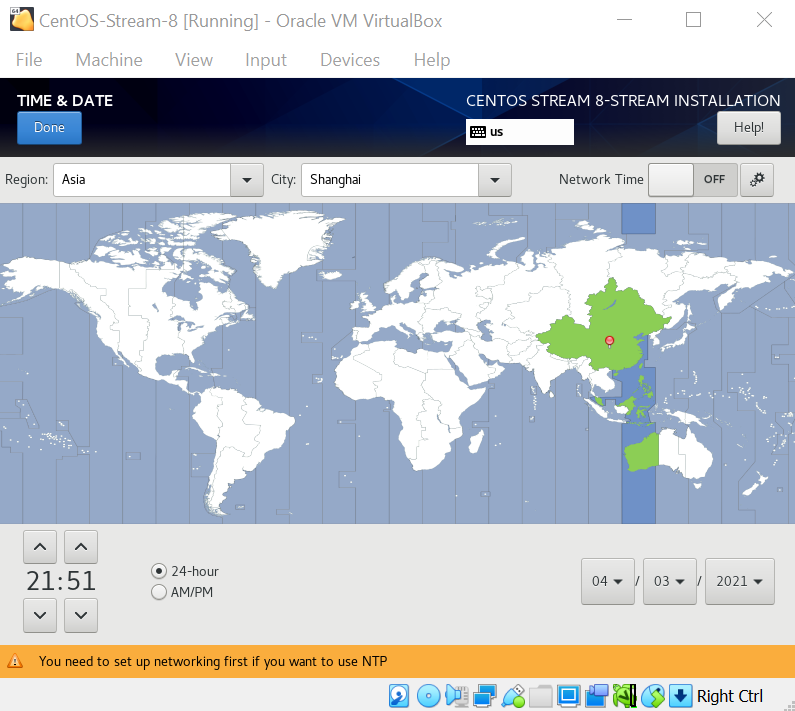 CentOS-Stream-8 [Running] - Oracle VM VirtualBox
File Machine View Input Devices Help
TIME & DATE
CENTOS STREAM 8-STREAM INSTALLATION
Done
us
Help!
Region: Asia City: Shanghai Network Time OFF
21:51
24-hour
AM/PM
04 / 03 / 2021
You need to set up networking first if you want to use NTP
Right Ctrl